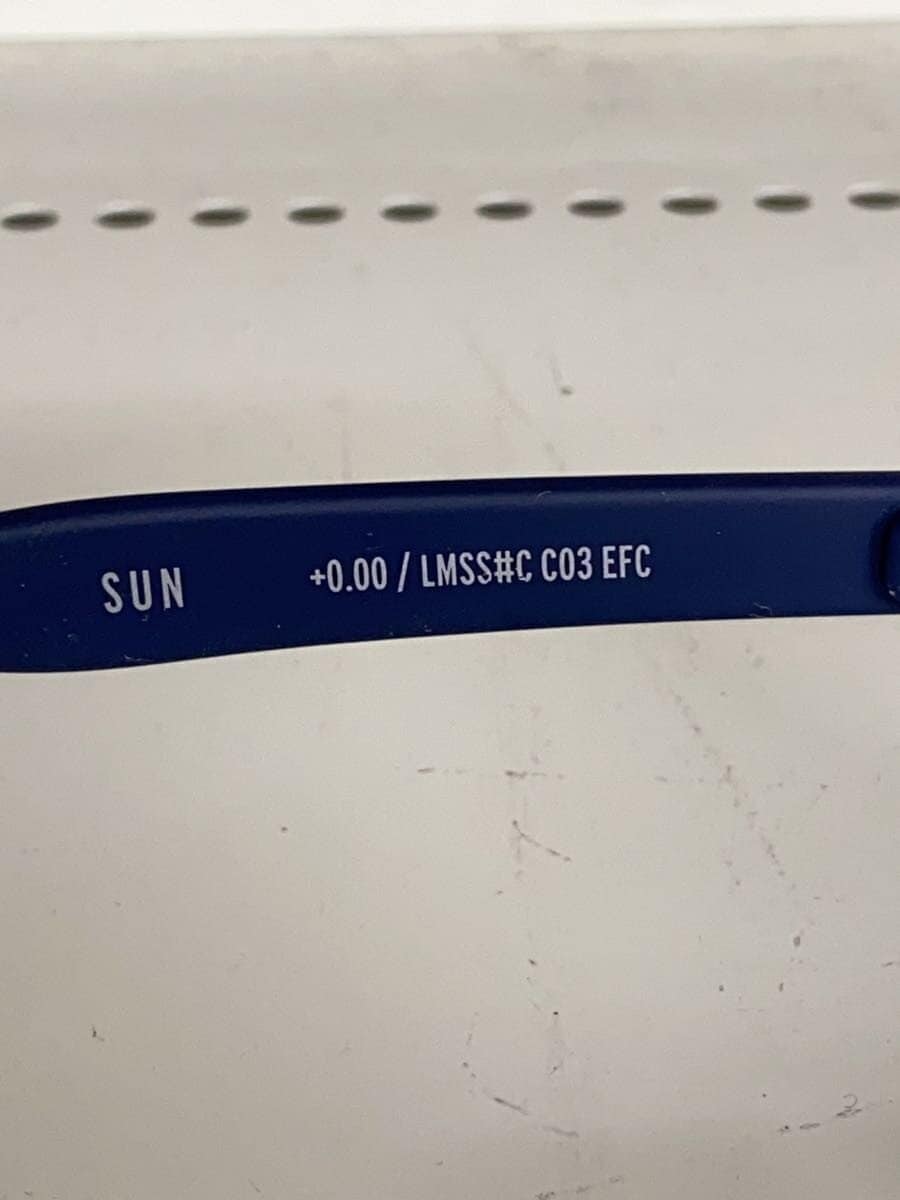 SUN +0.00 / LMSS#C C03 EFC